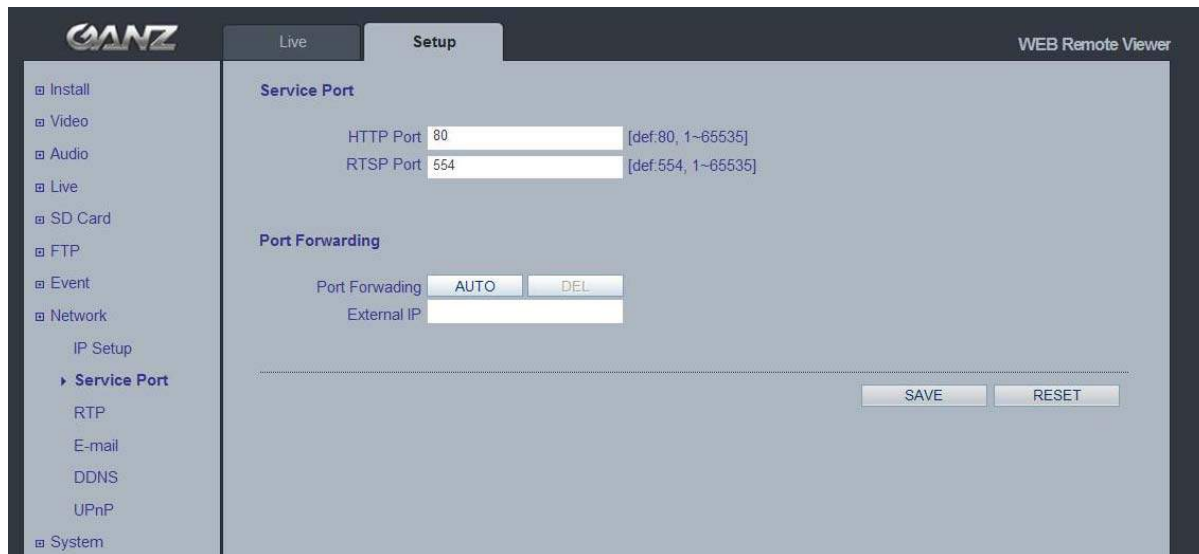 GANZ
Live
Setup
WEB Remote Viewer
Install
Video
Audio
Live
SD Card
FTP
Event
Network
IP Setup
Service Port
RTP
E-mail
DDNS
UPnP
System
Service Port
HTTP Port 80 [def:80, 1~65535]
RTSP Port 554 [def:554, 1~65535]
Port Forwarding
Port Forwading AUTO DEL
External IP
SAVE RESET